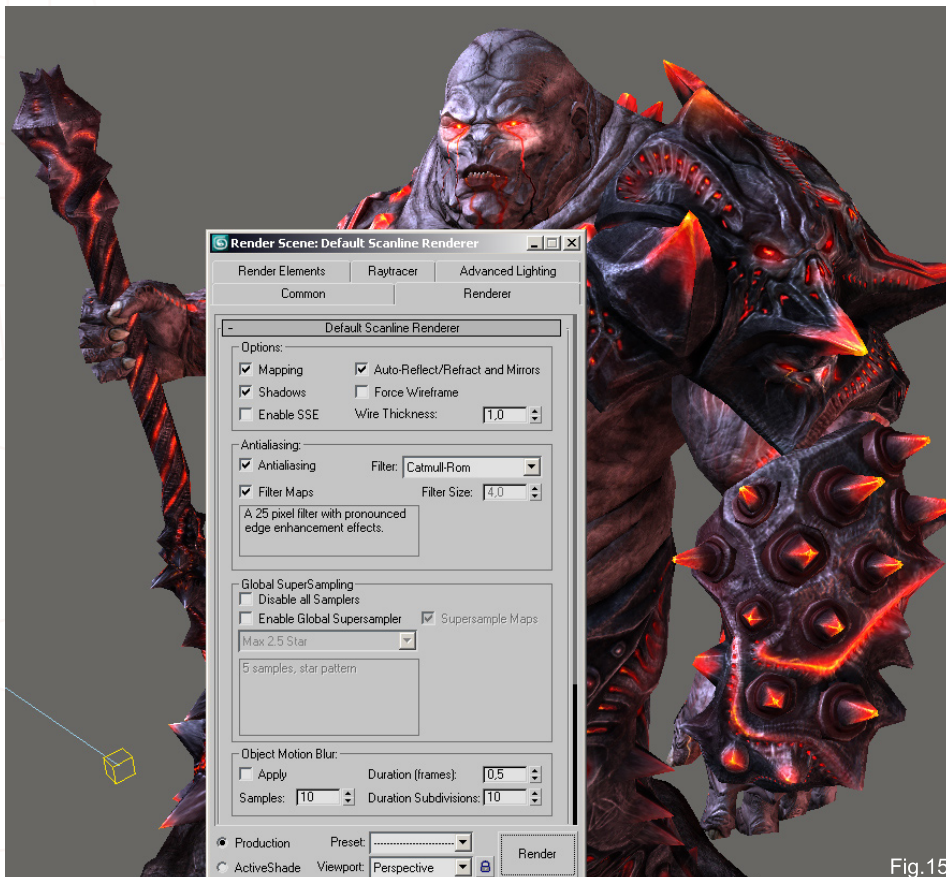 Render Scene: Default Scanline Renderer
Render Elements Raytracer Advanced Lighting
Common Renderer
- Default Scanline Renderer
Options:
Mapping Auto-Reflect/Refract and Mirrors
Shadows Force Wireframe
Enable SSE Wire Thickness: 1,0
Antialiasing:
Antialiasing Filter: Catmull-Rom
Filter Maps Filter Size: 4,0
A 25 pixel filter with pronounced
edge enhancement effects.
Global SuperSampling
Disable all Samplers
Enable Global Supersampler Supersample Maps
Max 2.5 Star
5 samples, star pattern
Object Motion Blur:
Apply Duration (frames): 0,5
Samples: 10 Duration Subdivisions: 10
Production Preset: -----------------------
ActiveShade Viewport: Perspective
Render
Fig.15